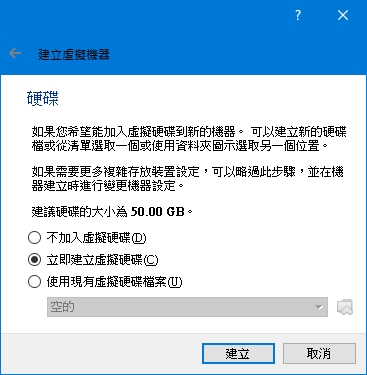 ?
建立虛擬機器
硬碟
如果您希望能加入虛擬硬碟到新的機器。 可以建立新的硬碟
檔或從清單選取一個或使用資料夾圖示選取另一個位置。
如果需要更多複雜存放裝置設定，可以略過此步驟，並在機
器建立時進行變更機器設定。
建議硬碟的大小為 50.00 GB。
不加入虛擬硬碟(D)
立即建立虛擬硬碟(C)
使用現有虛擬硬碟檔案(U)
空的
建立
取消